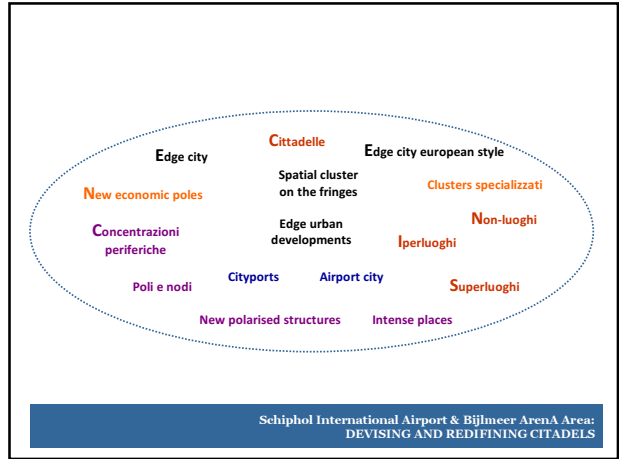 Cittadelle
Edge city
Edge city european style
Spatial cluster
on the fringes
New economic poles
Clusters specializzati
Non-luoghi
Concentrazioni
periferiche
Edge urban
developments
Iperluoghi
Poli e nodi
Cityports
Airport city
Superluoghi
New polarised structures
Intense places
Schiphol International Airport & Bijlmeer ArenA Area:
DEVISING AND REDIFINING CITADELS